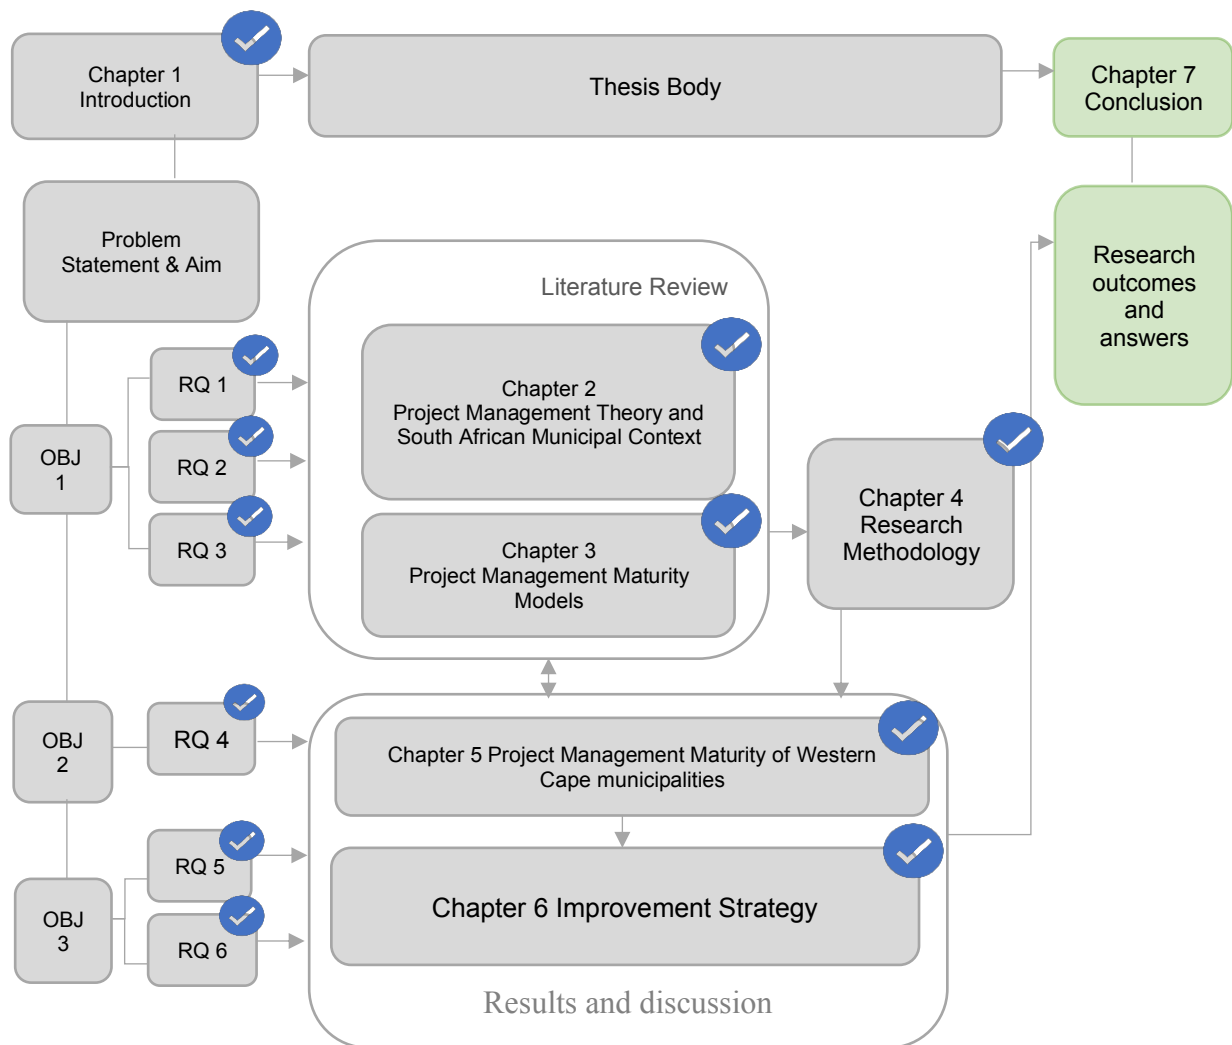 Chapter 1
Introduction
Thesis Body
Chapter 7
Conclusion
Problem
Statement & Aim
Research
outcomes
and
answers
Literature Review
Chapter 2
Project Management Theory and
South African Municipal Context
Chapter 3
Project Management Maturity
Models
OBJ
1
RQ 1
RQ 2
RQ 3
Chapter 4
Research
Methodology
OBJ
2
RQ 4
Chapter 5 Project Management Maturity of Western
Cape municipalities
OBJ
3
RQ 5
RQ 6
Chapter 6 Improvement Strategy
Results and discussion